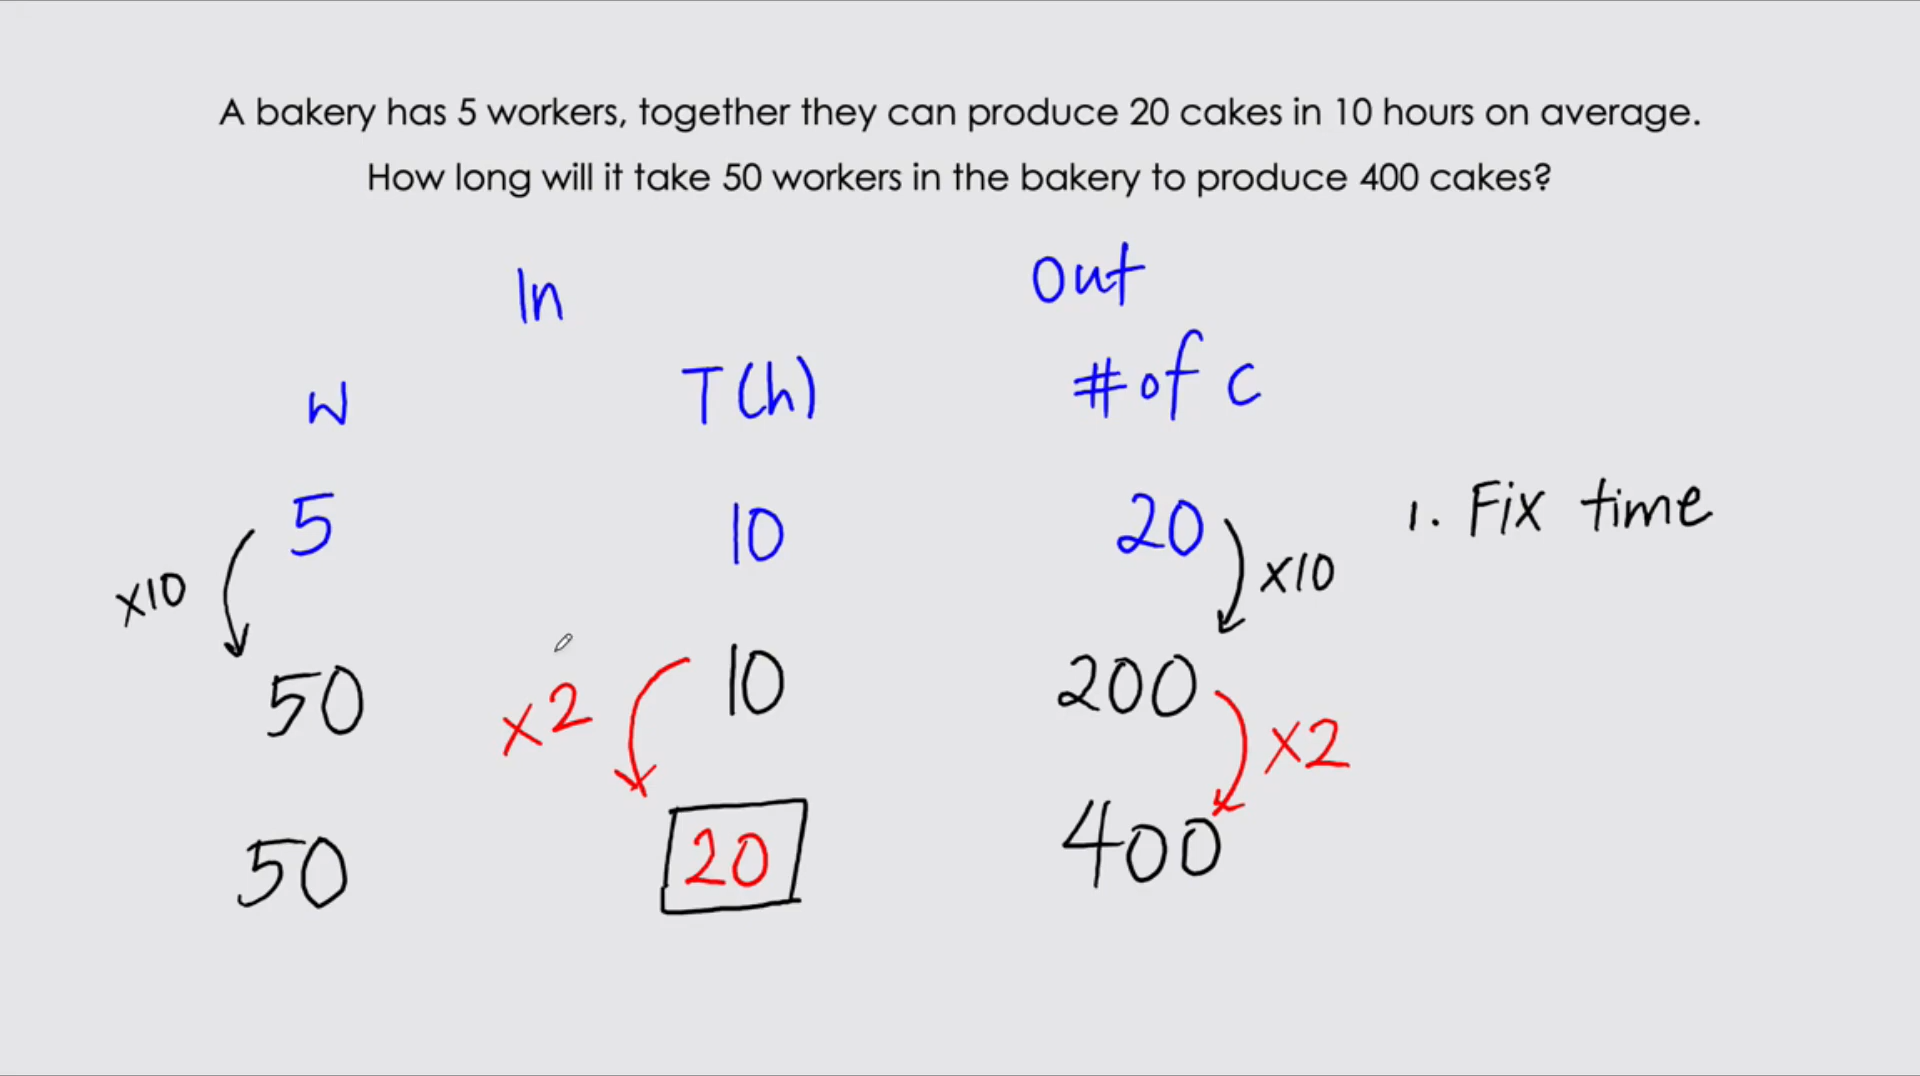 A bakery has 5 workers, together they can produce 20 cakes in 10 hours on average.
How long will it take 50 workers in the bakery to produce 400 cakes?
In Out
W T(h) # of c
5 10 20 1. Fix time
x10 x10
50 10 200
x2 x2
50 20 400